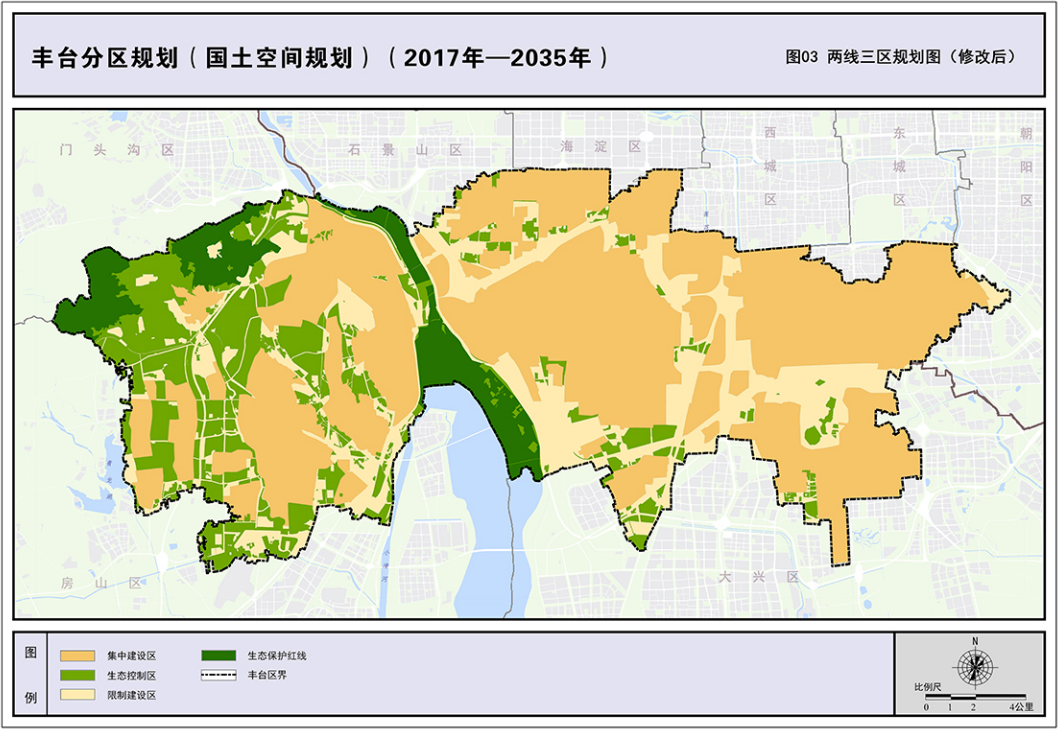 丰台分区规划（国土空间规划）（2017年—2035年）
图03 两线三区规划图（修改后）
门头沟区
石景山区
海淀区
西城区
东城区
朝阳区
房山区
大兴区
图例
集中建设区
生态控制区
限制建设区
生态保护红线
丰台区界
N
比例尺
0 1 2 4公里